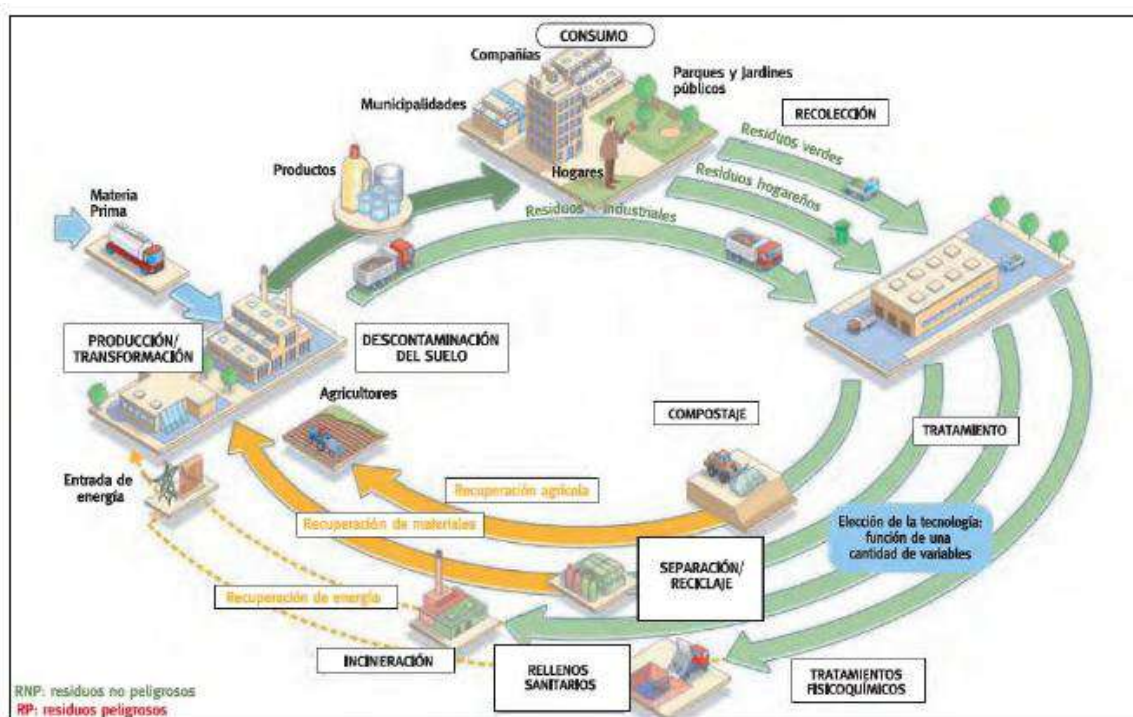 CONSUMO
Compañías
Municipalidades
Parques y Jardines
públicos
RECOLECCIÓN
Residuos verdes
Residuos hogareños
Hogares
Residuos industriales
Productos
Materia
Prima
PRODUCCIÓN/
TRANSFORMACIÓN
DESCONTAMINACIÓN
DEL SUELO
Agricultores
COMPOSTAJE
TRATAMIENTO
Entrada de
energía
Recuperación agrícola
Recuperación de materiales
Elección de la tecnología:
función de una
cantidad de variables
SEPARACIÓN/
RECICLAJE
Recuperación de energía
INCINERACIÓN
RELLENOS
SANITARIOS
TRATAMIENTOS
FISICOQUÍMICOS
RNP: residuos no peligrosos
RP: residuos peligrosos